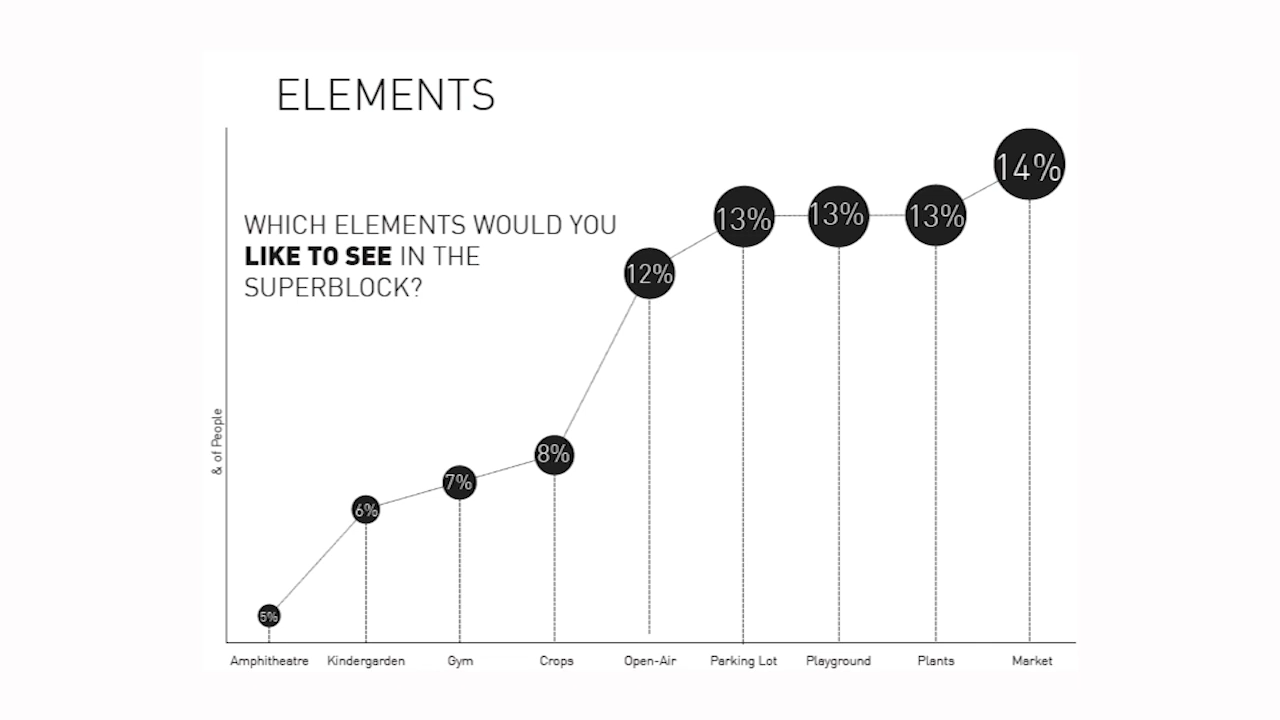 ELEMENTS
WHICH ELEMENTS WOULD YOU
LIKE TO SEE IN THE
SUPERBLOCK?
& of People
5%
6%
7%
8%
12%
13%
13%
13%
14%
Amphitheatre
Kindergarden
Gym
Crops
Open-Air
Parking Lot
Playground
Plants
Market